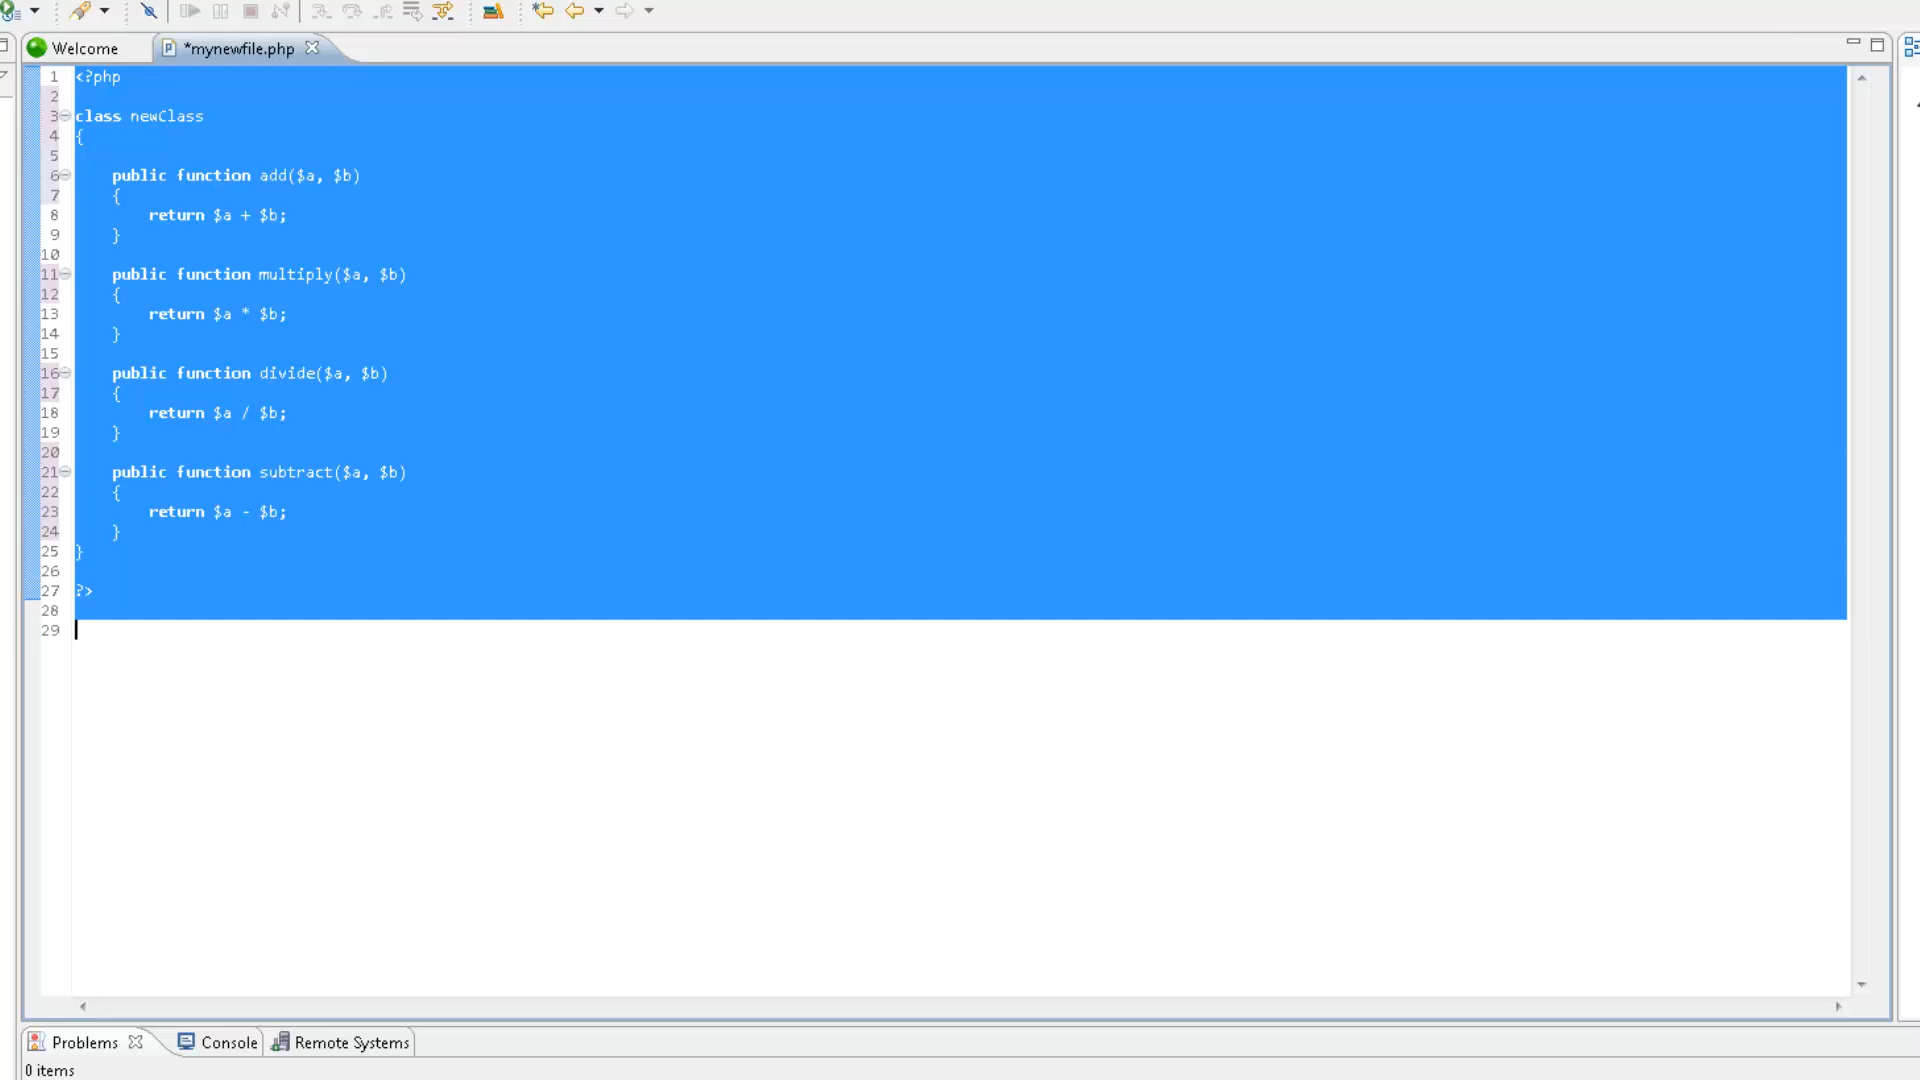 Welcome *mynewfile.php
1 <?php
2
3 class newClass
4 {
5
6 public function add($a, $b)
7 {
8 return $a + $b;
9 }
10
11 public function multiply($a, $b)
12 {
13 return $a * $b;
14 }
15
16 public function divide($a, $b)
17 {
18 return $a / $b;
19 }
20
21 public function subtract($a, $b)
22 {
23 return $a - $b;
24 }
25 }
26
27 ?>
28
29
Problems Console Remote Systems
0 items